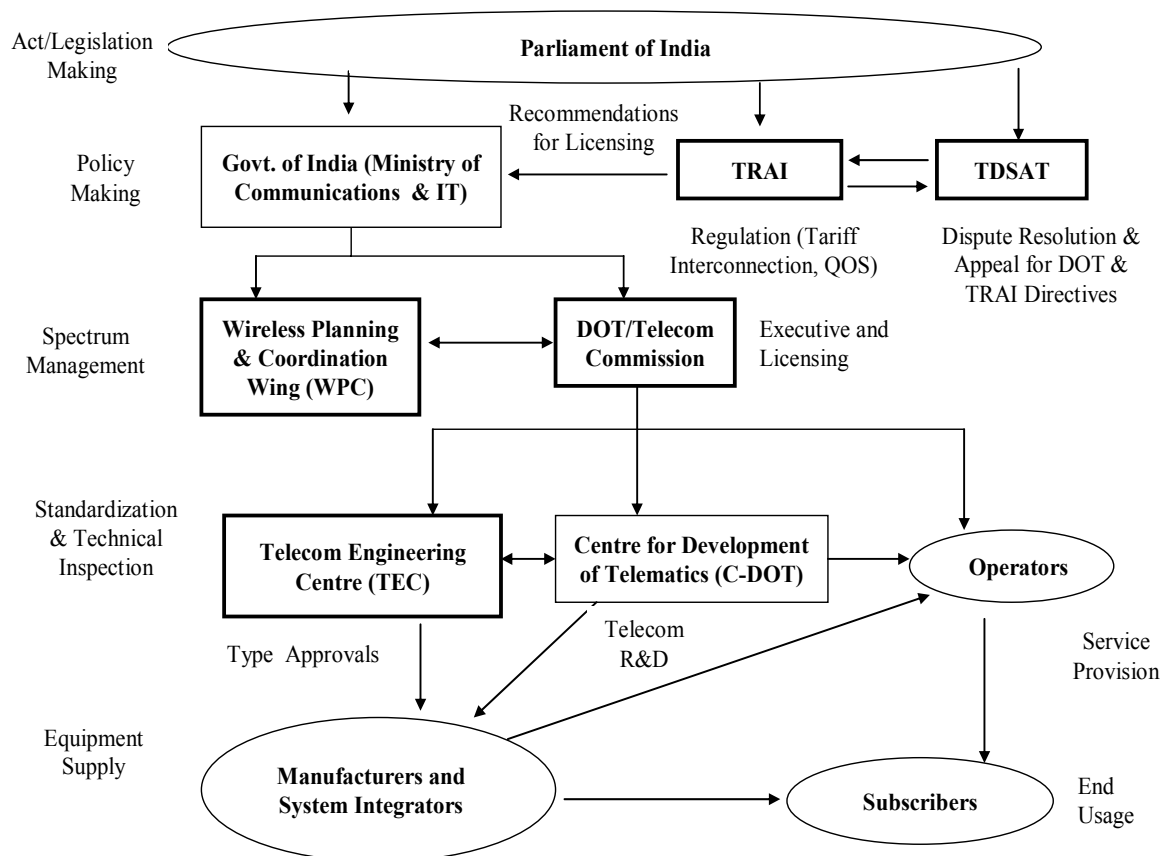 Act/Legislation
Making
Parliament of India
Recommendations
for Licensing
Policy
Making
Govt. of India (Ministry of
Communications & IT)
TRAI
TDSAT
Regulation (Tariff
Interconnection, QOS)
Dispute Resolution &
Appeal for DOT &
TRAI Directives
Spectrum
Management
Wireless Planning
& Coordination
Wing (WPC)
DOT/Telecom
Commission
Executive and
Licensing
Standardization
& Technical
Inspection
Telecom Engineering
Centre (TEC)
Centre for Development
of Telematics (C-DOT)
Operators
Type Approvals
Telecom
R&D
Service
Provision
Equipment
Supply
Manufacturers and
System Integrators
Subscribers
End
Usage